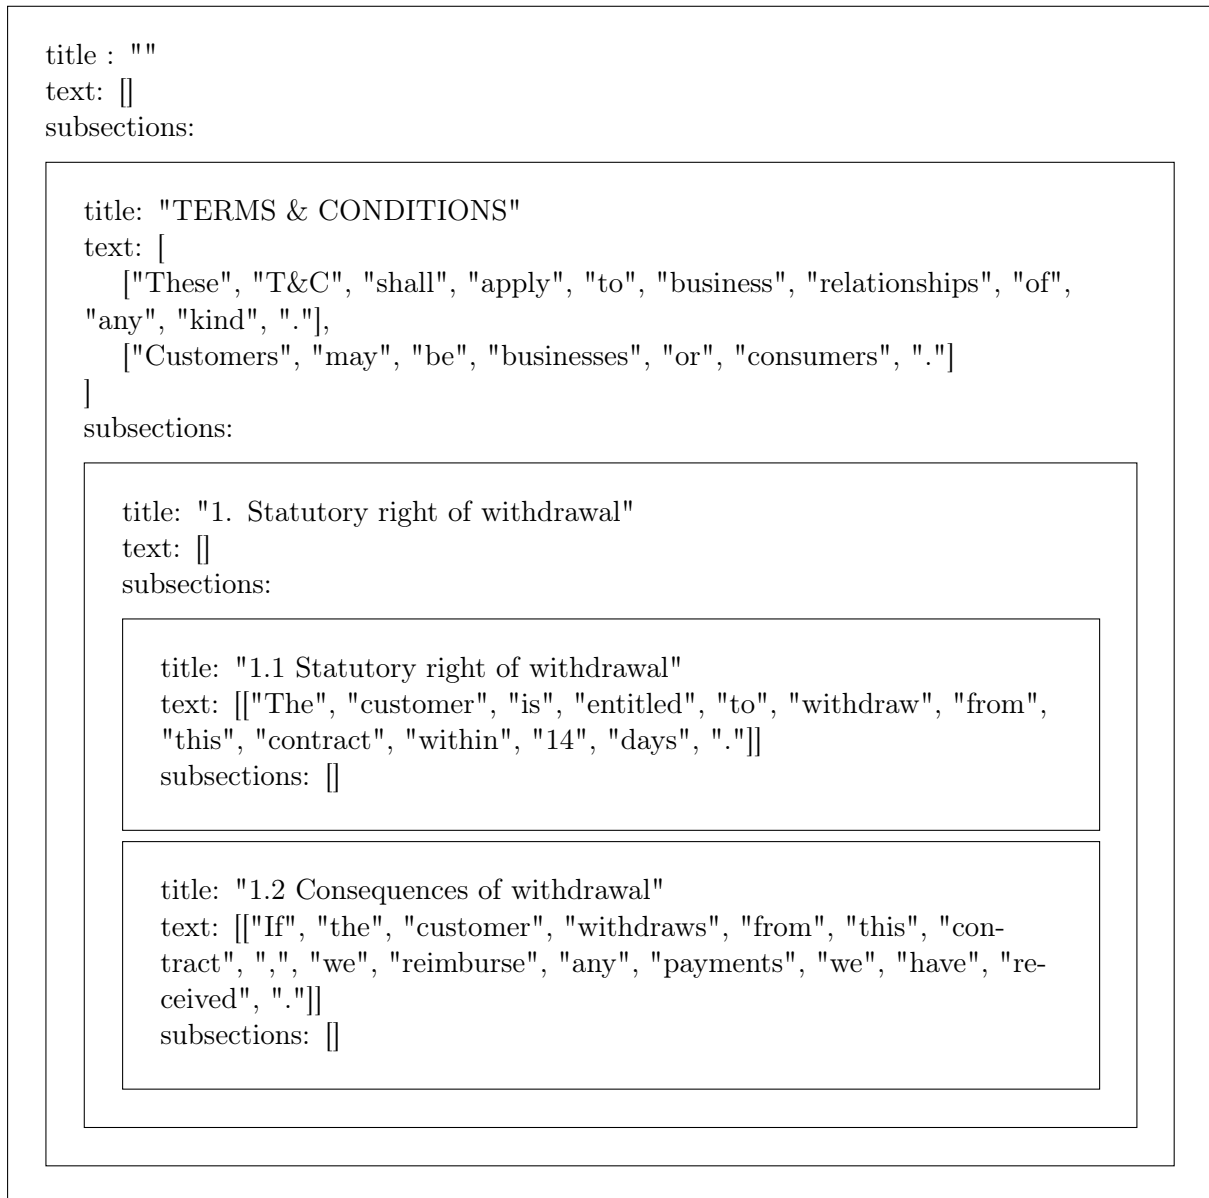 title : ""
text: []
subsections:
title: "TERMS & CONDITIONS"
text: [
["These", "T&C", "shall", "apply", "to", "business", "relationships", "of",
"any", "kind", "."],
["Customers", "may", "be", "businesses", "or", "consumers", "."]
]
subsections:
title: "1. Statutory right of withdrawal"
text: []
subsections:
title: "1.1 Statutory right of withdrawal"
text: [["The", "customer", "is", "entitled", "to", "withdraw", "from",
"this", "contract", "within", "14", "days", "."]]
subsections: []
title: "1.2 Consequences of withdrawal"
text: [["If", "the", "customer", "withdraws", "from", "this", "con-
tract", ",", "we", "reimburse", "any", "payments", "we", "have", "re-
ceived", "."]]
subsections: []